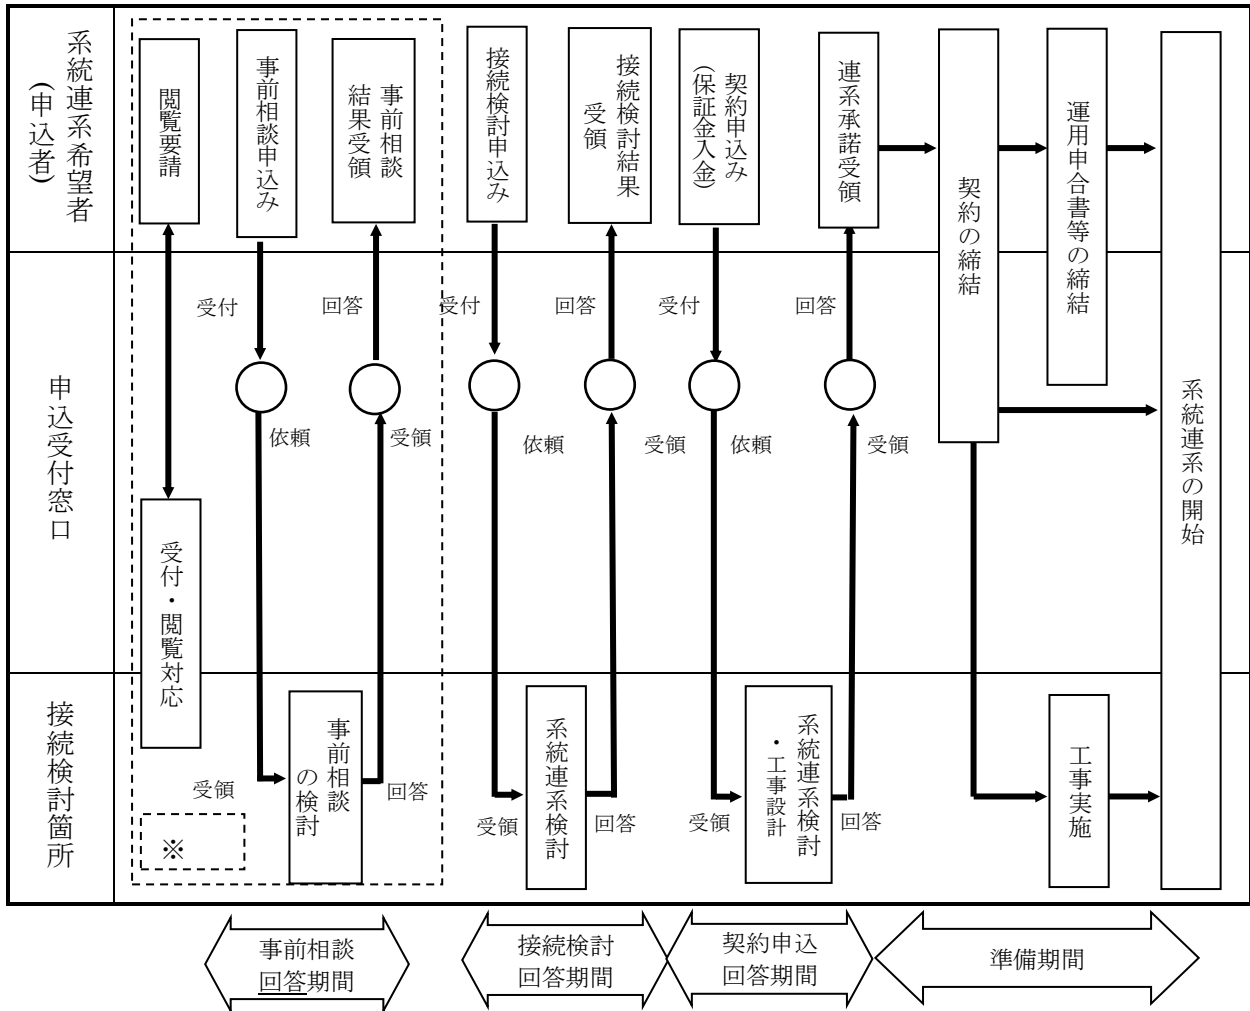 系統連系希望者
(申込者)
閲覧要請
事前相談申込み
事前相談
結果受領
接続検討申込み
接続検討結果
受領
契約申込み
(保証金入金)
連系承諾受領
契約の締結
運用申合書等の締結
系統連系の開始
申込受付窓口
受付
回答
受付
回答
受付
回答
依頼
受領
依頼
受領
依頼
受領
受付・閲覧対応
接続検討箇所
受領
事前相談
の検討
回答
受領
系統連系検討
回答
受領
系統連系検討
・工事設計
回答
工事実施
※
事前相談
回答期間
接続検討
回答期間
契約申込
回答期間
準備期間